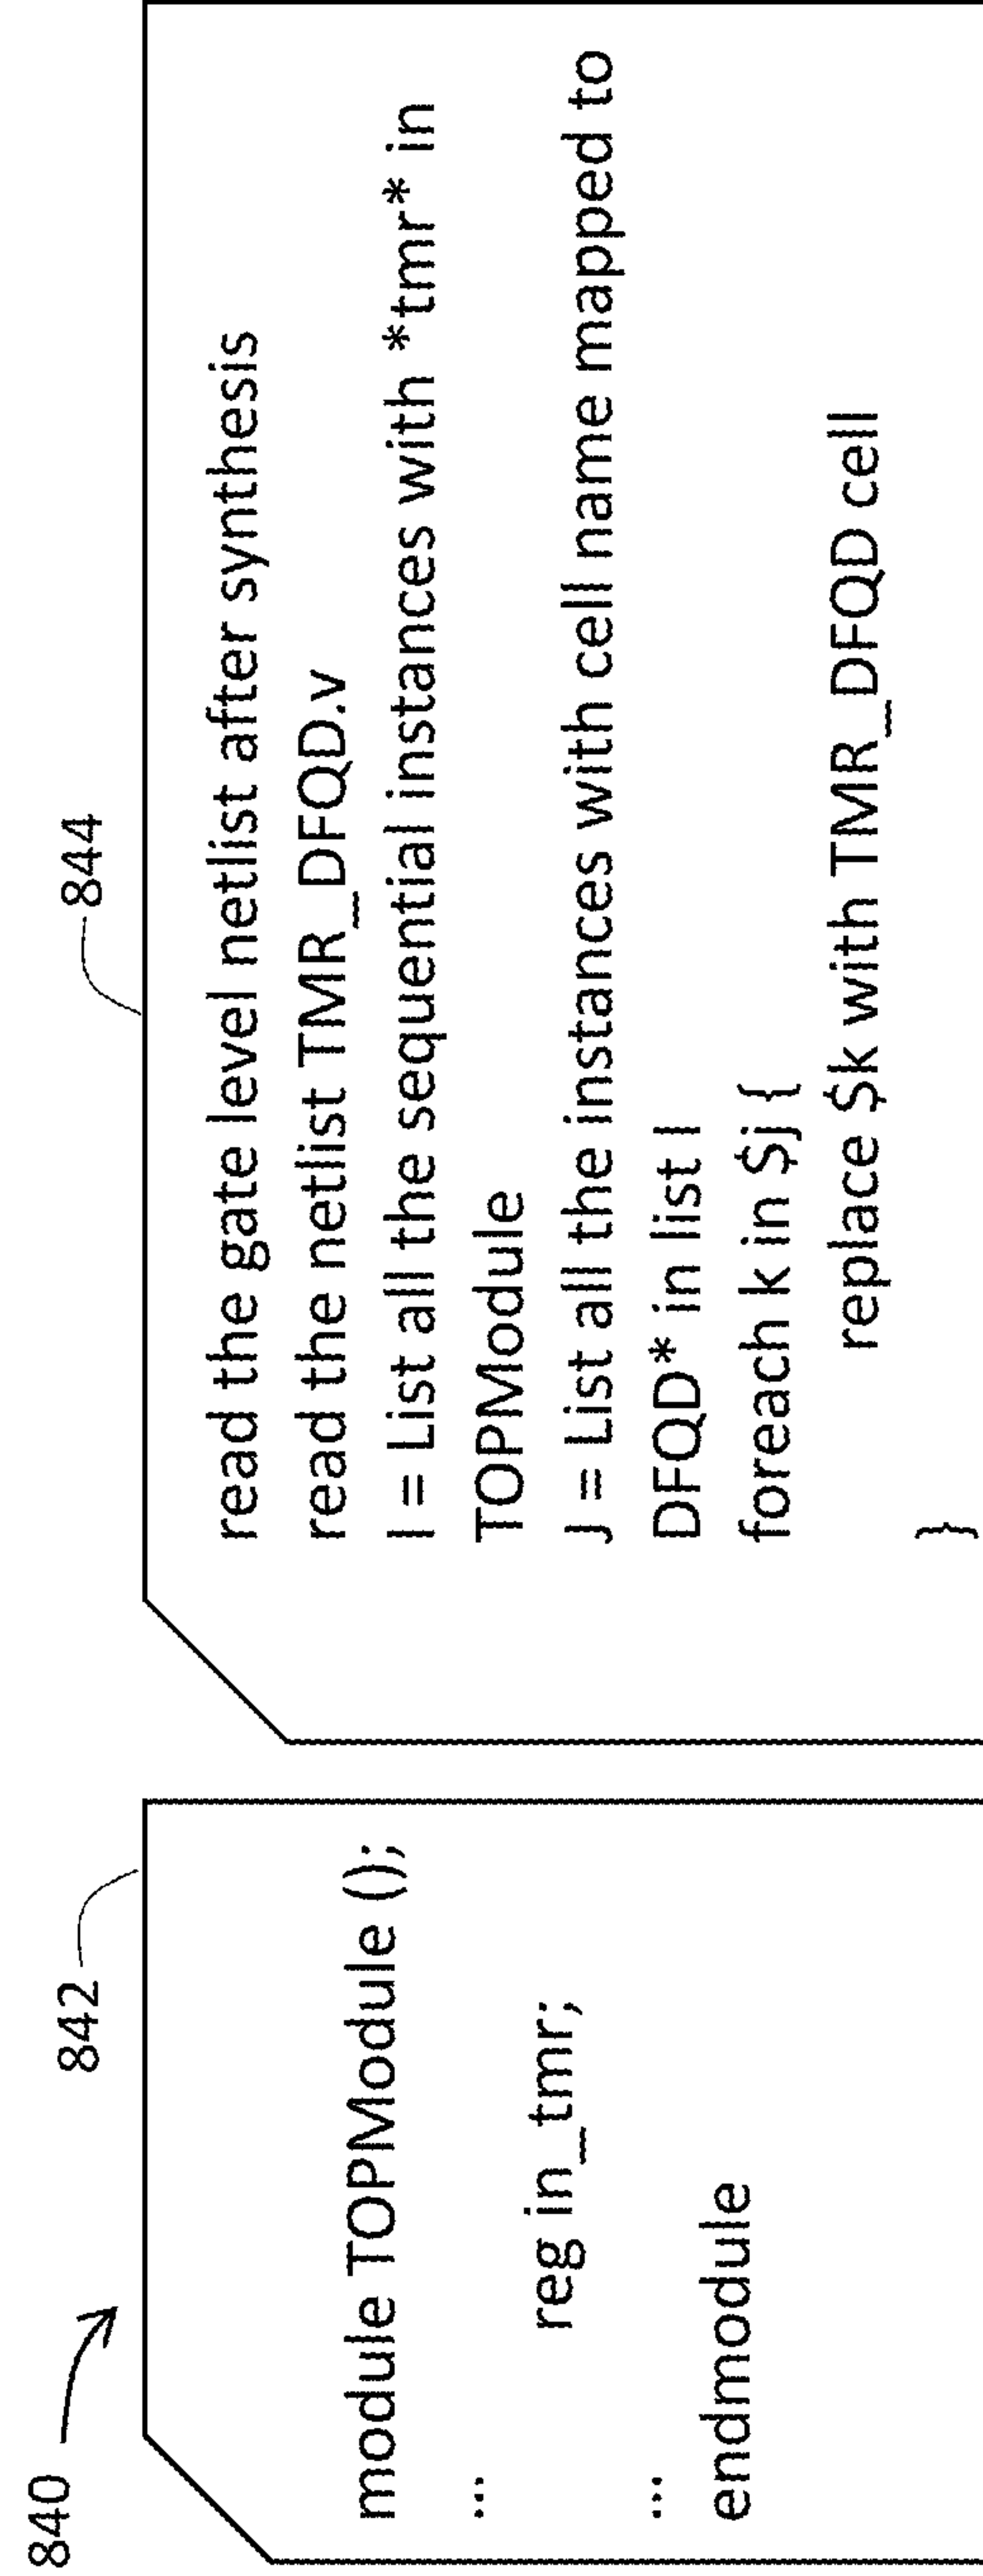 840
842
module TOPModule ();
...
reg in_tmr;
...
endmodule
844
read the gate level netlist after synthesis
read the netlist TMR_DFQD.v
I = List all the sequential instances with *tmr* in
TOPModule
J = List all the instances with cell name mapped to
DFQD* in list I
foreach k in $j {
replace $k with TMR_DFQD cell
}